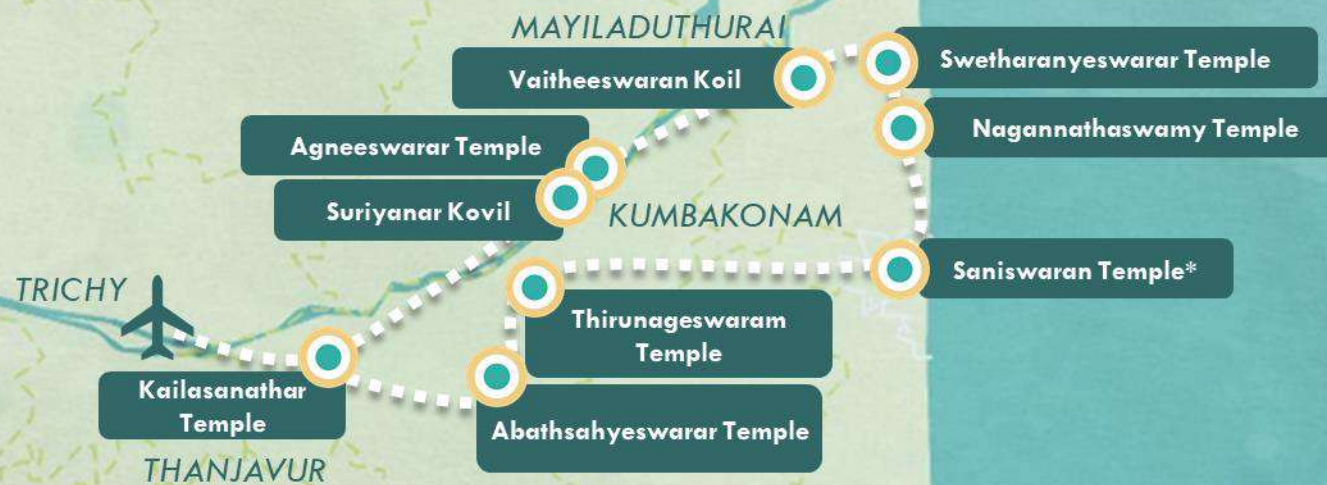 MAYILADUTHURAI
Vaitheeswaran Koil
Swetharanyeswarar Temple
Nagannathaswamy Temple
Agneeswarar Temple
Suriyanar Kovil
KUMBAKONAM
Saniswaran Temple*
TRICHY
Thirunageswaram
Temple
Kailasanathar
Temple
Abathsahyeswarar Temple
THANJAVUR